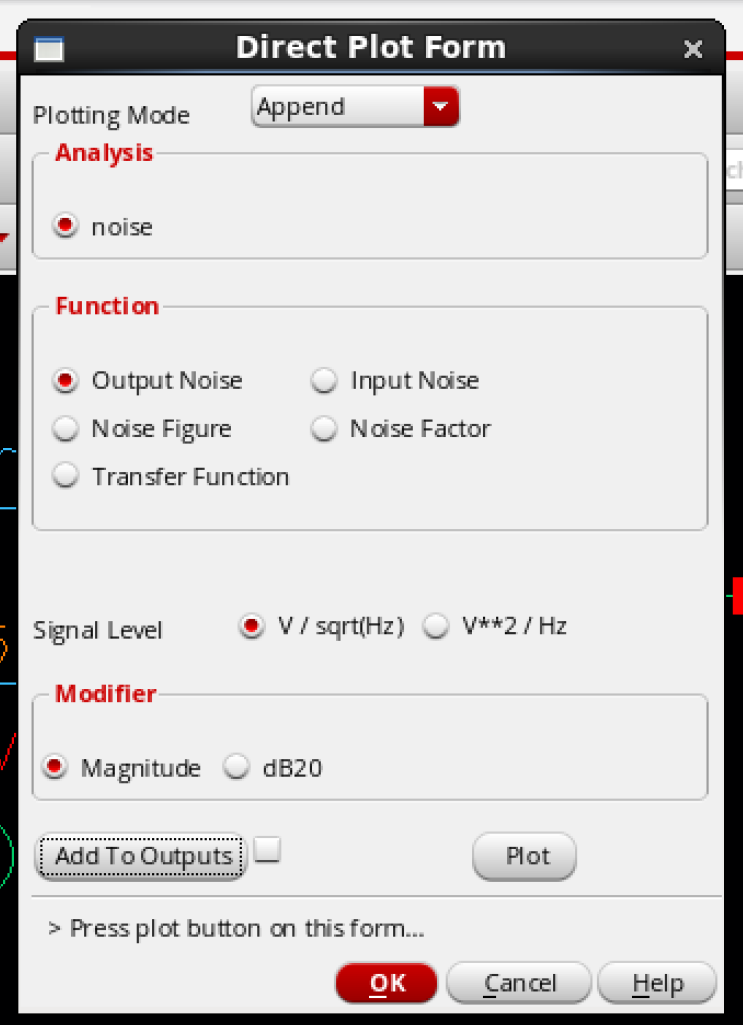 Direct Plot Form
Plotting Mode Append
Analysis
noise
Function
Output Noise Input Noise
Noise Figure Noise Factor
Transfer Function
Signal Level V / sqrt(Hz) V**2 / Hz
Modifier
Magnitude dB20
Add To Outputs Plot
> Press plot button on this form...
OK Cancel Help